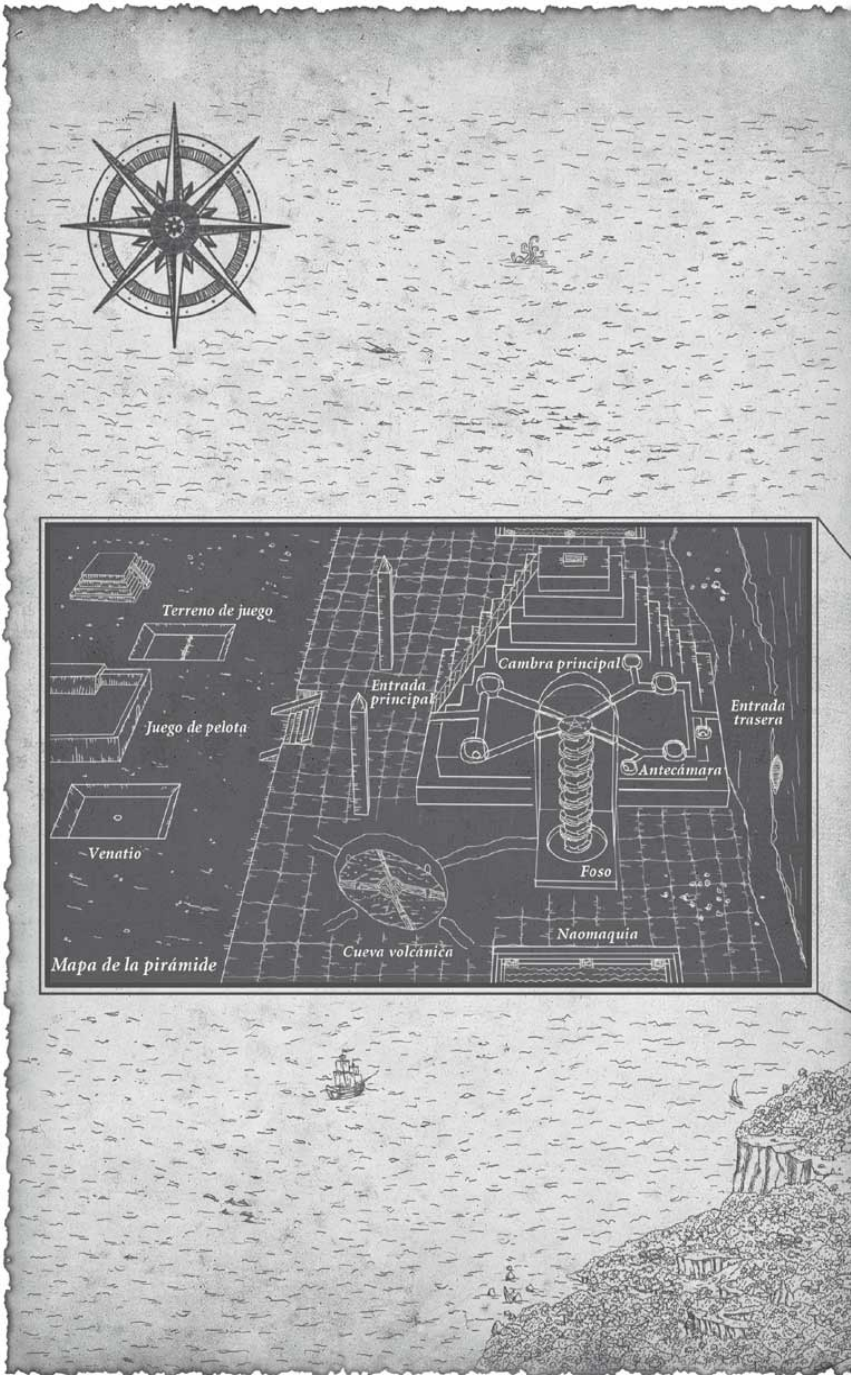 Terreno de juego
Cambra principal
Entrada
principal
Entrada
trasera
Juego de pelota
Antecámara
Venatio
Foso
Naomaquia
Cueva volcánica
Mapa de la pirámide